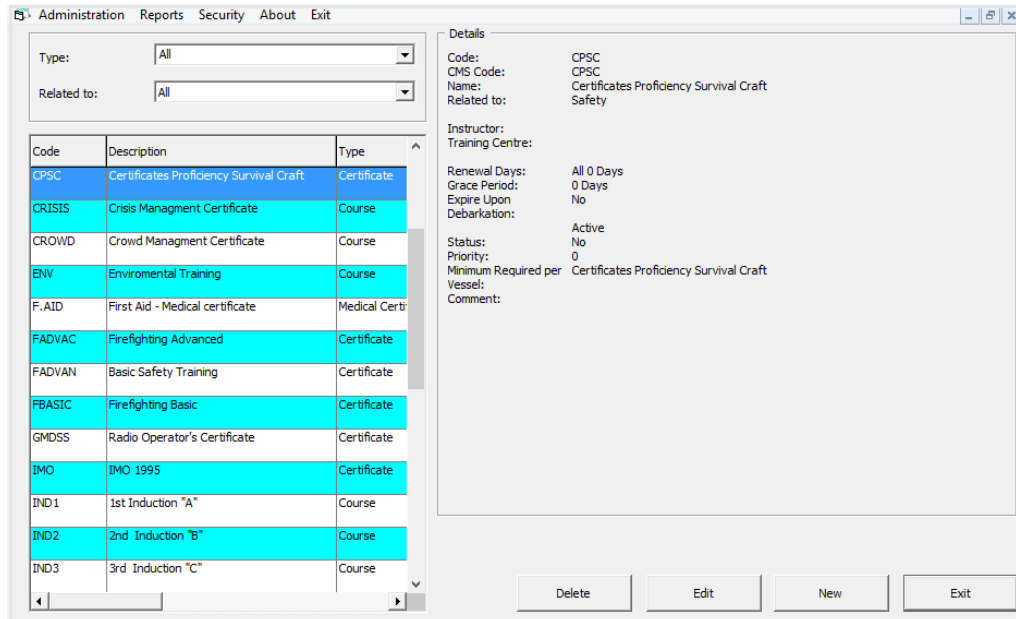 Administration Reports Security About Exit
Type: All
Related to: All
Code Description Type
CPSC Certificates Proficiency Survival Craft Certificate
CRISIS Crisis Managment Certificate Course
CROWD Crowd Managment Certificate Course
ENV Enviromental Training Course
F.AID First Aid - Medical certificate Medical Certi
FADVAC Firefighting Advanced Certificate
FADVAN Basic Safety Training Certificate
FBASIC Firefighting Basic Certificate
GMDSS Radio Operator's Certificate Certificate
IMO IMO 1995 Certificate
IND1 1st Induction "A" Course
IND2 2nd Induction "B" Course
IND3 3rd Induction "C" Course
Details
Code: CPSC
CMS Code: CPSC
Name: Certificates Proficiency Survival Craft
Related to: Safety
Instructor:
Training Centre:
Renewal Days: All 0 Days
Grace Period: 0 Days
Expire Upon No
Debarkation:
Active
Status: No
Priority: 0
Minimum Required per Certificates Proficiency Survival Craft
Vessel:
Comment:
Delete Edit New Exit